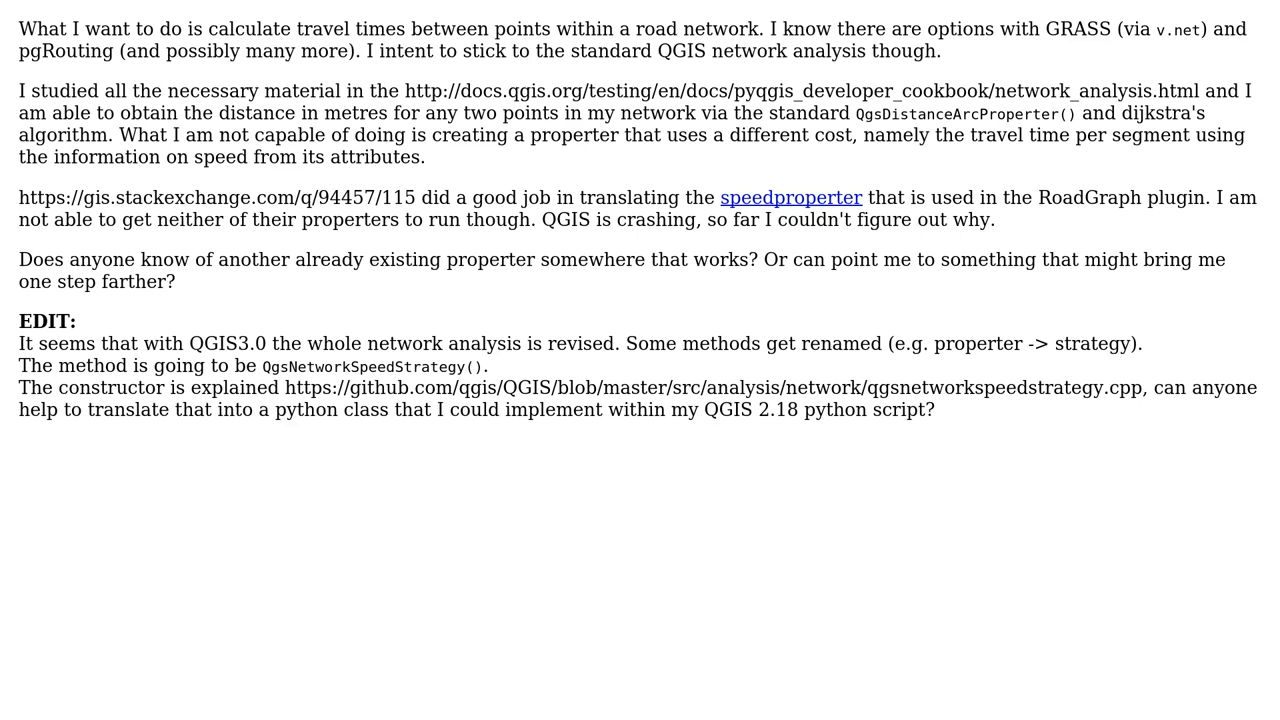 What I want to do is calculate travel times between points within a road network. I know there are options with GRASS (via v.net) and
pgRouting (and possibly many more). I intent to stick to the standard QGIS network analysis though.
I studied all the necessary material in the http://docs.qgis.org/testing/en/docs/pyqgis_developer_cookbook/network_analysis.html and I
am able to obtain the distance in metres for any two points in my network via the standard QgsDistanceArcProperter() and dijkstra's
algorithm. What I am not capable of doing is creating a properter that uses a different cost, namely the travel time per segment using
the information on speed from its attributes.
https://gis.stackexchange.com/q/94457/115 did a good job in translating the speedproperter that is used in the RoadGraph plugin. I am
not able to get neither of their properters to run though. QGIS is crashing, so far I couldn't figure out why.
Does anyone know of another already existing properter somewhere that works? Or can point me to something that might bring me
one step farther?
EDIT:
It seems that with QGIS3.0 the whole network analysis is revised. Some methods get renamed (e.g. properter -> strategy).
The method is going to be QgsNetworkSpeedStrategy().
The constructor is explained https://github.com/qgis/QGIS/blob/master/src/analysis/network/qgsnetworkspeedstrategy.cpp, can anyone
help to translate that into a python class that I could implement within my QGIS 2.18 python script?